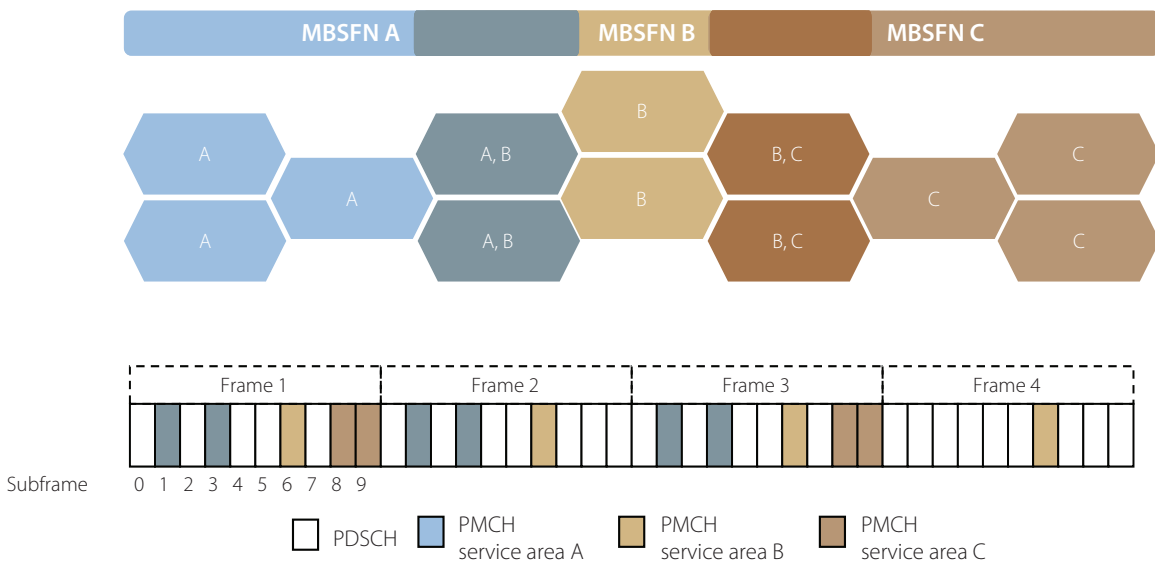 MBSFN A MBSFN B MBSFN C
B
A A, B B, C C
A B C
A A, B B, C C
Frame 1 Frame 2 Frame 3 Frame 4
Subframe 0 1 2 3 4 5 6 7 8 9
PDSCH
PMCH
service area A
PMCH
service area B
PMCH
service area C